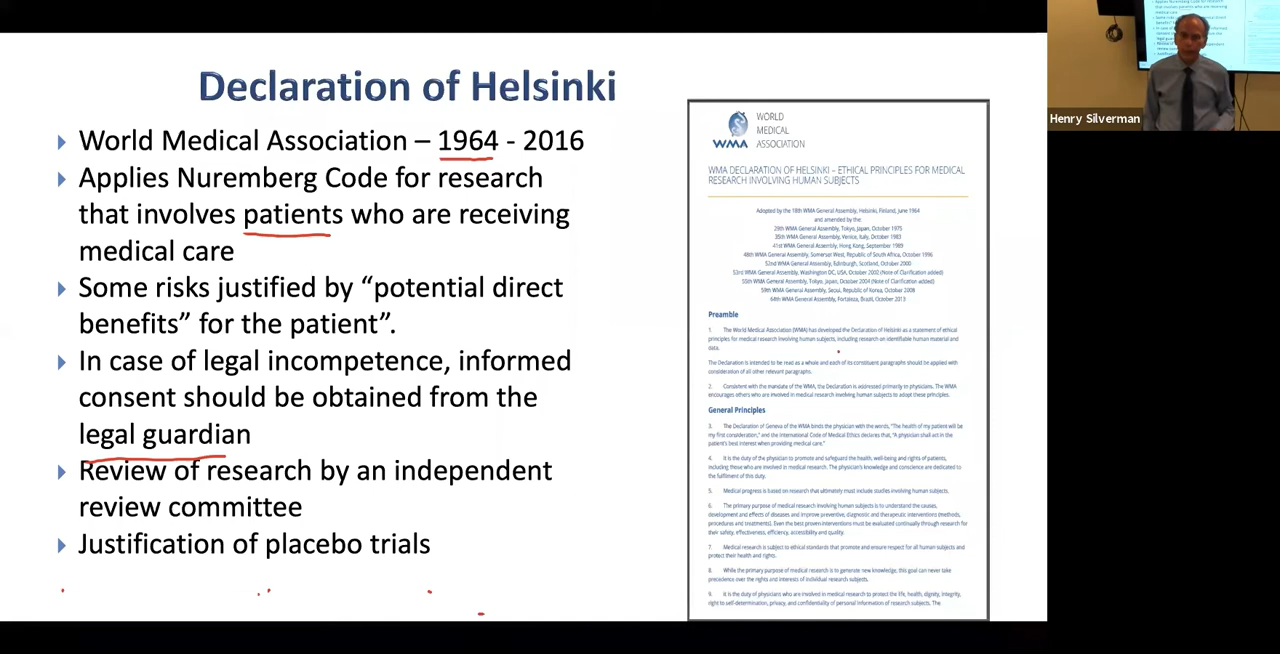 Declaration of Helsinki
World Medical Association – 1964 - 2016
Applies Nuremberg Code for research
that involves patients who are receiving
medical care
Some risks justified by “potential direct
benefits” for the patient”.
In case of legal incompetence, informed
consent should be obtained from the
legal guardian
Review of research by an independent
review committee
Justification of placebo trials
WMA
WORLD
MEDICAL
ASSOCIATION
WMA DECLARATION OF HELSINKI – ETHICAL PRINCIPLES FOR MEDICAL
RESEARCH INVOLVING HUMAN SUBJECTS
Adopted by the 18th WMA General Assembly, Helsinki, Finland, June 1964
and amended by the:
29th WMA General Assembly, Tokyo, Japan, October 1975
35th WMA General Assembly, Venice, Italy, October 1983
41st WMA General Assembly, Hong Kong, September 1989
48th WMA General Assembly, Somerset West, Republic of South Africa, October 1996
52nd WMA General Assembly, Edinburgh, Scotland, October 2000
53rd WMA General Assembly, Washington DC, USA, October 2002 (Note of Clarification added)
55th WMA General Assembly, Tokyo, Japan, October 2004 (Note of Clarification added)
59th WMA General Assembly, Seoul, Republic of Korea, October 2008
64th WMA General Assembly, Fortaleza, Brazil, October 2013
Preamble
1. The World Medical Association (WMA) has developed the Declaration of Helsinki as a statement of ethical
principles for medical research involving human subjects, including research on identifiable human material and
data.
The Declaration is intended to be read as a whole and each of its constituent paragraphs should be applied with
consideration of all other relevant paragraphs.
2. Consistent with the mandate of the WMA, the Declaration is addressed primarily to physicians. The WMA
encourages others who are involved in medical research involving human subjects to adopt these principles.
General Principles
3. The Declaration of Geneva of the WMA binds the physician with the words, “The health of my patient will be
my first consideration,” and the International Code of Medical Ethics declares that, “A physician shall act in the
patient’s best interest when providing medical care.”
4. It is the duty of the physician to promote and safeguard the health, well-being and rights of patients,
including those who are involved in medical research. The physician’s knowledge and conscience are dedicated to
the fulfilment of this duty.
5. Medical progress is based on research that ultimately must include studies involving human subjects.
6. The primary purpose of medical research involving human subjects is to understand the causes,
development and effects of diseases and improve preventive, diagnostic and therapeutic interventions (methods,
procedures and treatments). Even the best proven interventions must be evaluated continually through research for
their safety, effectiveness, efficiency, accessibility and quality.
7. Medical research is subject to ethical standards that promote and ensure respect for all human subjects and
protect their health and rights.
8. While the primary purpose of medical research is to generate new knowledge, this goal can never take
precedence over the rights and interests of individual research subjects.
9. It is the duty of physicians who are involved in medical research to protect the life, health, dignity, integrity,
right to self-determination, privacy, and confidentiality of personal information of research subjects. The
Henry Silverman